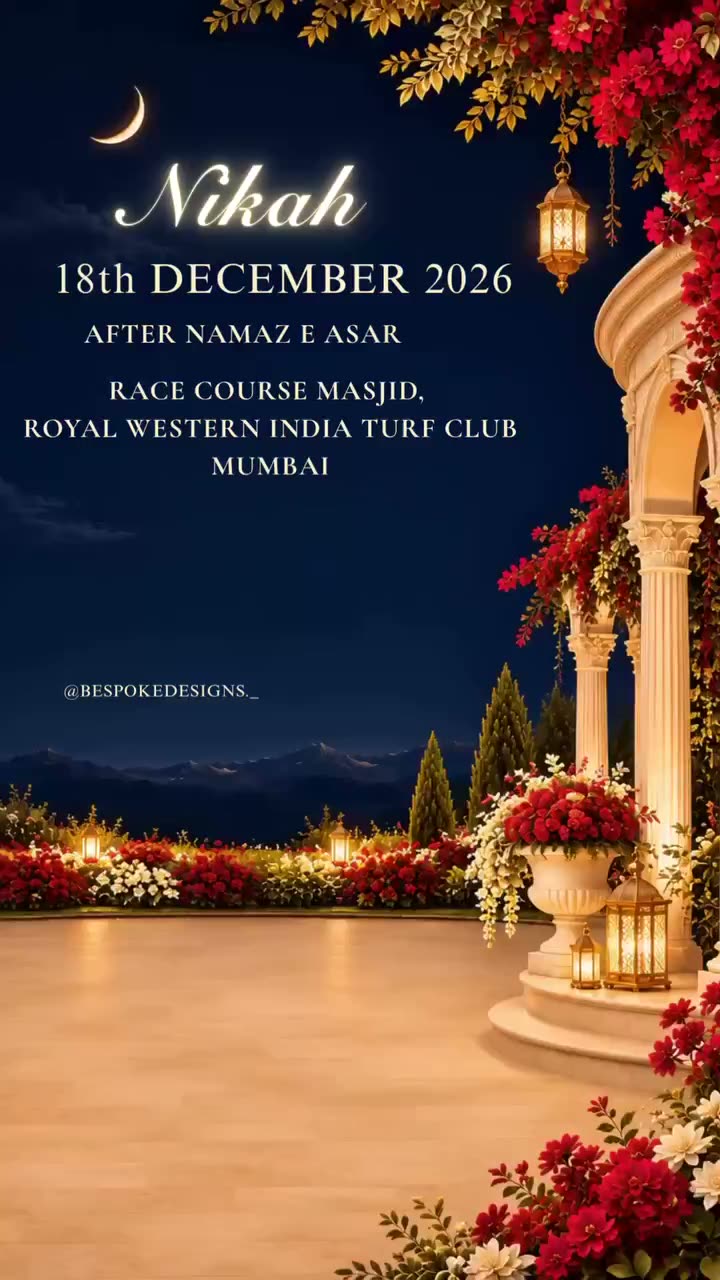 Nikah
18th DECEMBER 2026
AFTER NAMAZ E ASAR
RACE COURSE MASJID,
ROYAL WESTERN INDIA TURF CLUB
MUMBAI
@BESPOKEDESIGNS._